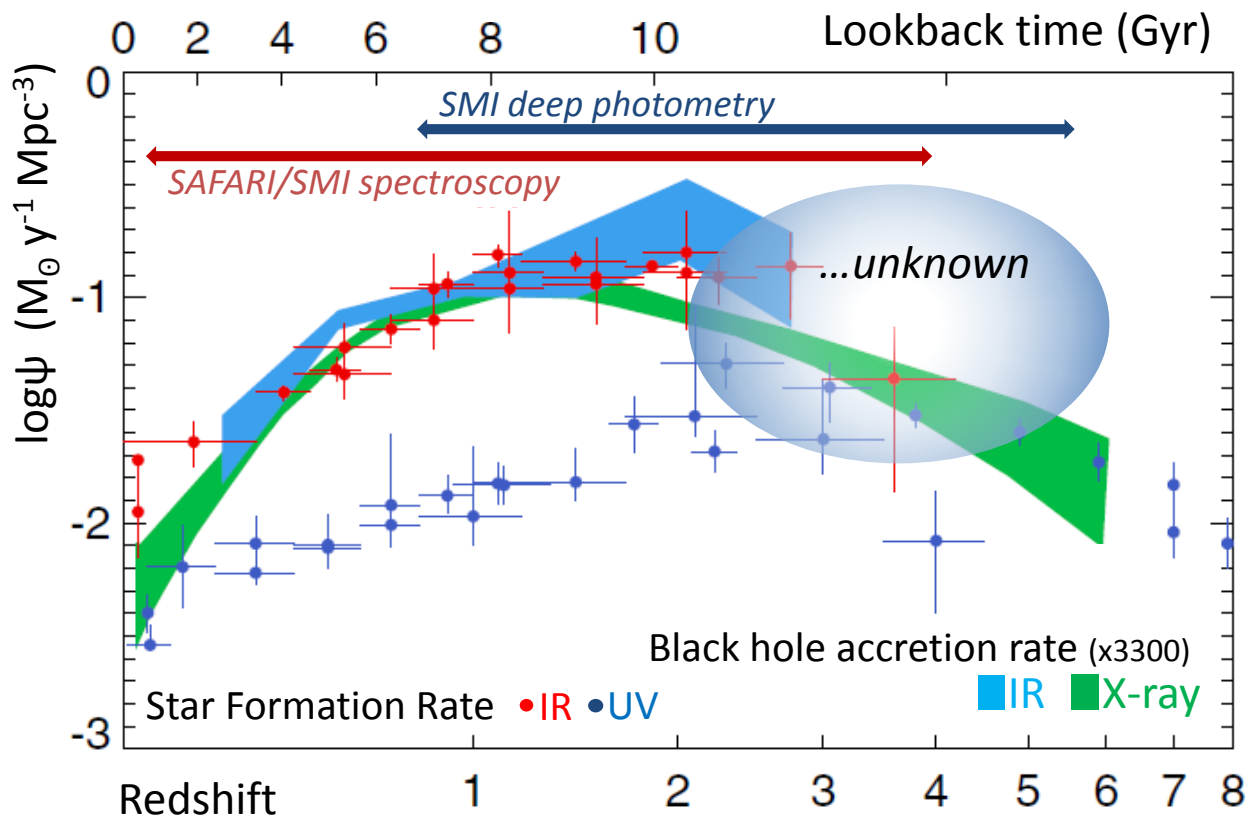 0 2 4 6 8 10 Lookback time (Gyr)
0
SMI deep photometry
SAFARI/SMI spectroscopy
...unknown
logψ (M⊙ y-1 Mpc-3)
-1
-2
Black hole accretion rate (x3300)
Star Formation Rate IR UV
IR X-ray
-3
Redshift 1 2 3 4 5 6 7 8